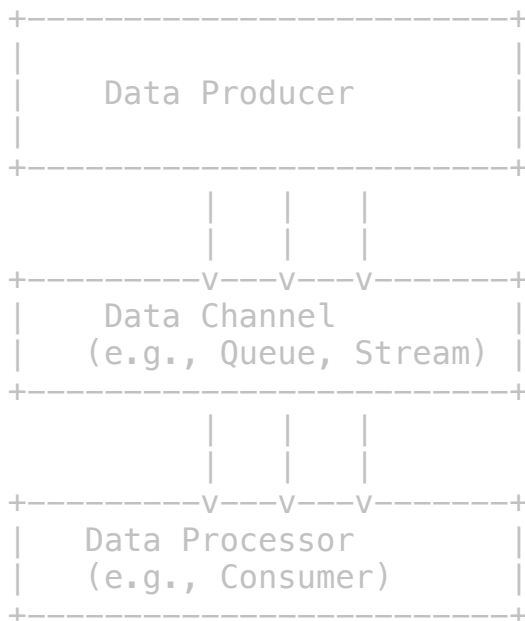 Data Producer
Data Channel
(e.g., Queue, Stream)
Data Processor
(e.g., Consumer)